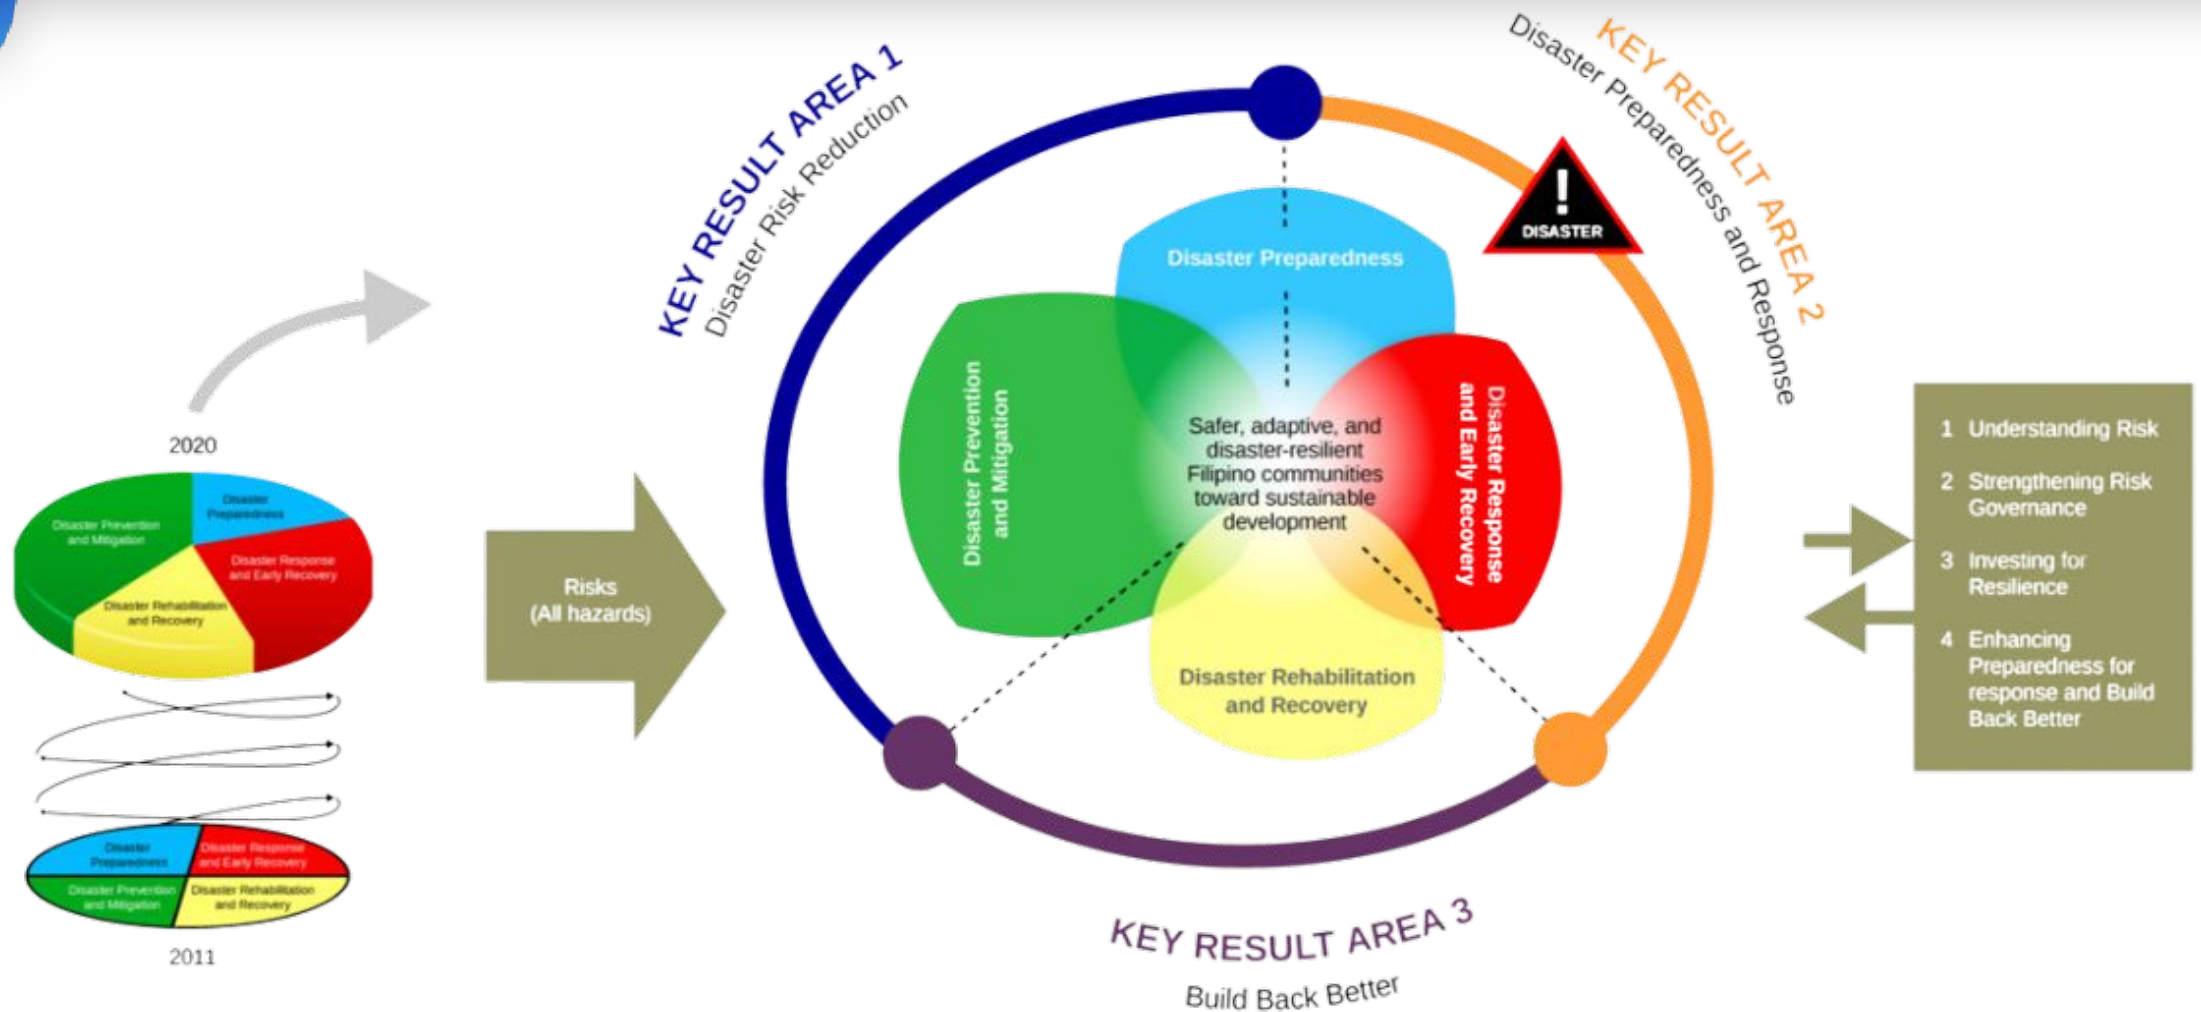 2020
Disaster Prevention
and Mitigation
Disaster
Preparedness
Disaster Response
and Early Recovery
Disaster Rehabilitation
and Recovery
Disaster
Preparedness
Disaster Response
and Early Recovery
Disaster Prevention
and Mitigation
Disaster Rehabilitation
and Recovery
2011
Risks
(All hazards)
KEY RESULT AREA 1
Disaster Risk Reduction
KEY RESULT AREA 2
Disaster Preparedness and Response
!
DISASTER
Disaster Preparedness
Disaster Prevention
and Mitigation
Safer, adaptive, and
disaster-resilient
Filipino communities
toward sustainable
development
Disaster Response
and Early Recovery
Disaster Rehabilitation
and Recovery
KEY RESULT AREA 3
Build Back Better
1 Understanding Risk
2 Strengthening Risk
Governance
3 Investing for
Resilience
4 Enhancing
Preparedness for
response and Build
Back Better